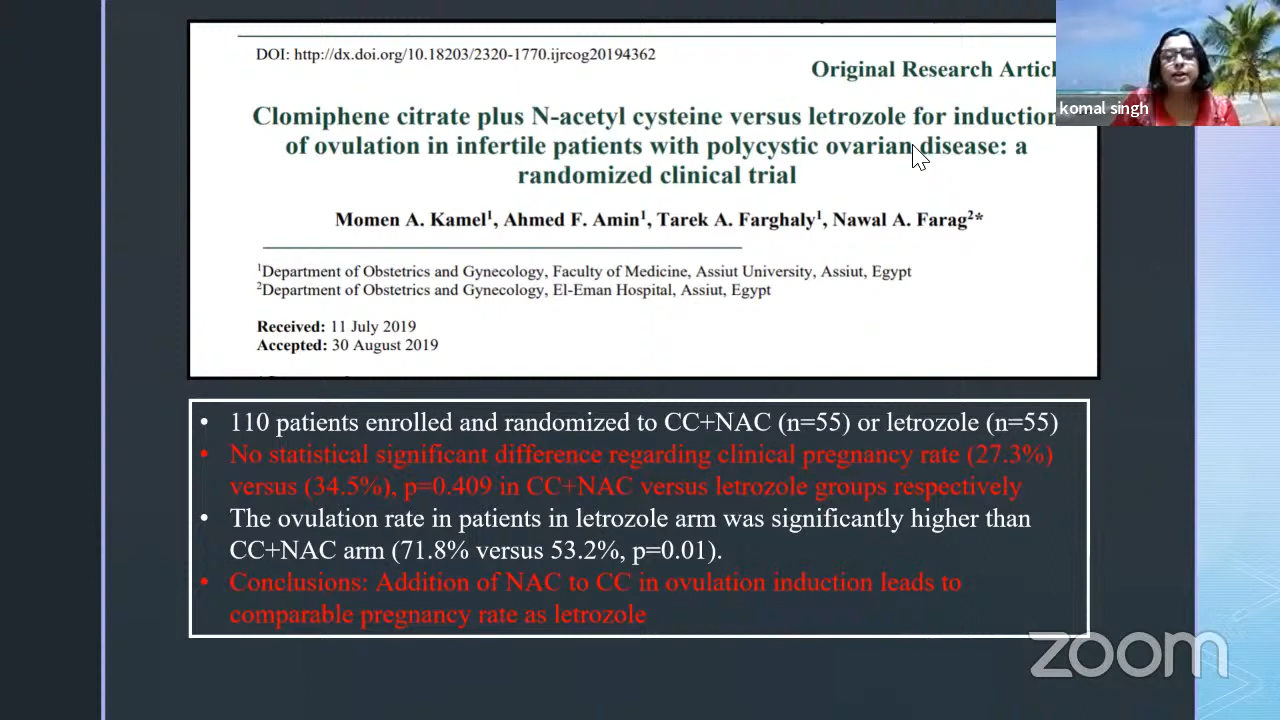 DOI: http://dx.doi.org/10.18203/2320-1770.ijrcog20194362
Original Research Artic
komal singh
Clomiphene citrate plus N-acetyl cysteine versus letrozole for induction
of ovulation in infertile patients with polycystic ovarian disease: a
randomized clinical trial
Momen A. Kamel¹, Ahmed F. Amin¹, Tarek A. Farghaly¹, Nawal A. Farag²*
¹Department of Obstetrics and Gynecology, Faculty of Medicine, Assiut University, Assiut, Egypt
²Department of Obstetrics and Gynecology, El-Eman Hospital, Assiut, Egypt
Received: 11 July 2019
Accepted: 30 August 2019
• 110 patients enrolled and randomized to CC+NAC (n=55) or letrozole (n=55)
• No statistical significant difference regarding clinical pregnancy rate (27.3%)
versus (34.5%), p=0.409 in CC+NAC versus letrozole groups respectively
• The ovulation rate in patients in letrozole arm was significantly higher than
CC+NAC arm (71.8% versus 53.2%, p=0.01).
• Conclusions: Addition of NAC to CC in ovulation induction leads to
comparable pregnancy rate as letrozole
zoom